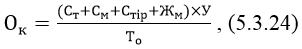 Oк = (Cт+Cм+Cтір+Жм)×У / Tо , (5.3.24)